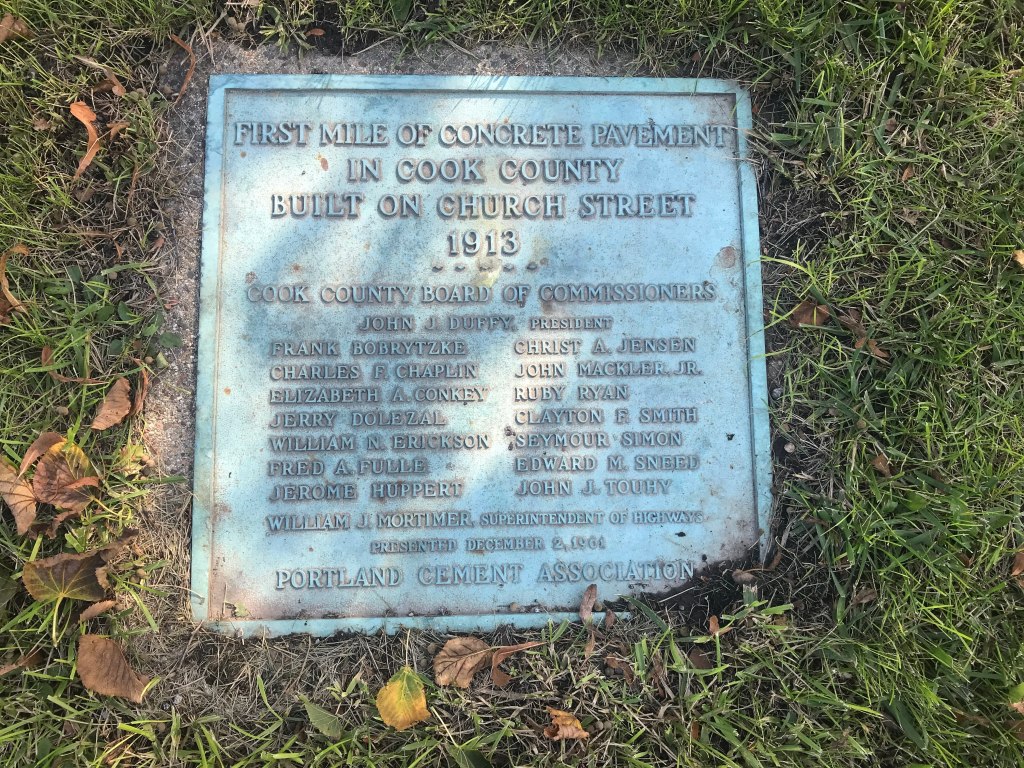 FIRST MILE OF CONCRETE PAVEMENT
IN COOK COUNTY
BUILT ON CHURCH STREET
1913
COOK COUNTY BOARD OF COMMISSIONERS
JOHN J. DUFFY, PRESIDENT
FRANK BOBRYTZKE CHRIST A. JENSEN
CHARLES F. CHAPLIN JOHN MACKLER, JR.
ELIZABETH A. CONKEY RUBY RYAN
JERRY DOLEZAL CLAYTON F. SMITH
WILLIAM N. ERICKSON SEYMOUR SIMON
FRED A. FULLE EDWARD M. SNEED
JEROME HUPPERT JOHN J. TOUHY
WILLIAM J. MORTIMER, SUPERINTENDENT OF HIGHWAYS
PRESENTED DECEMBER 2, 1961
PORTLAND CEMENT ASSOCIATION